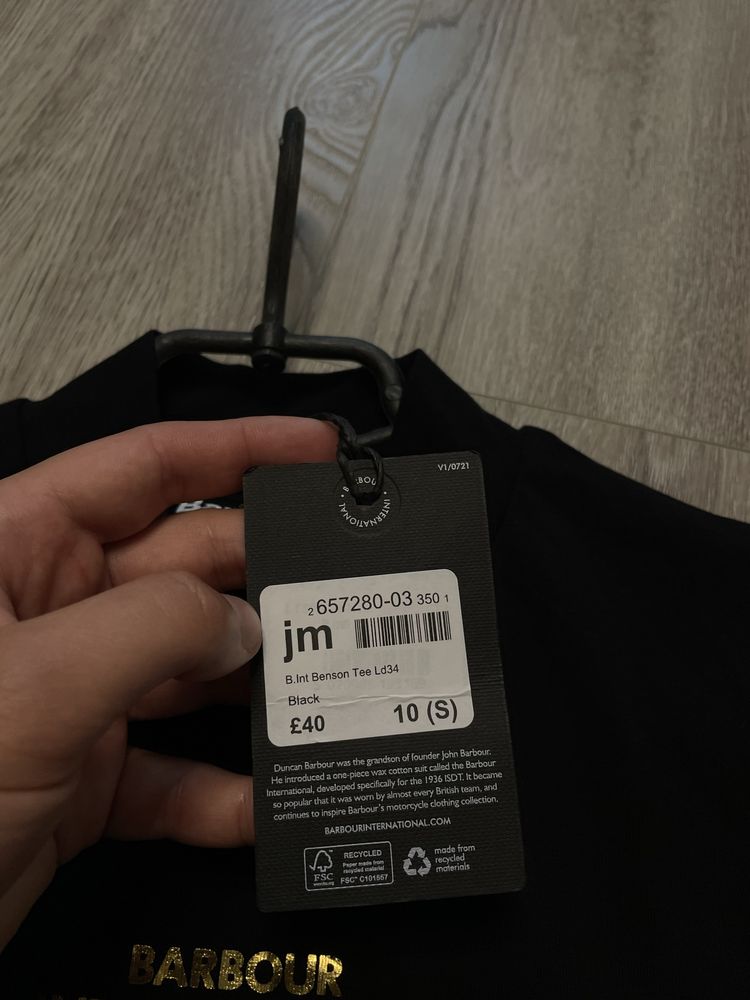 V1/0721
BARBOUR
• INTERNATIONAL •
2 657280-03 350 1
jm
B.Int Benson Tee Ld34
Black
£40 10 (S)
Duncan Barbour was the grandson of founder John Barbour.
He introduced a one-piece wax cotton suit called the Barbour
International, developed specifically for the 1936 ISDT. It became
so popular that it was worn by almost every British team, and
continues to inspire Barbour's motorcycle clothing collection.
BARBOURINTERNATIONAL.COM
FSC
RECYCLED
Paper made from
recycled material
FSC™ C101567
made from
recycled
materials
BARBOUR